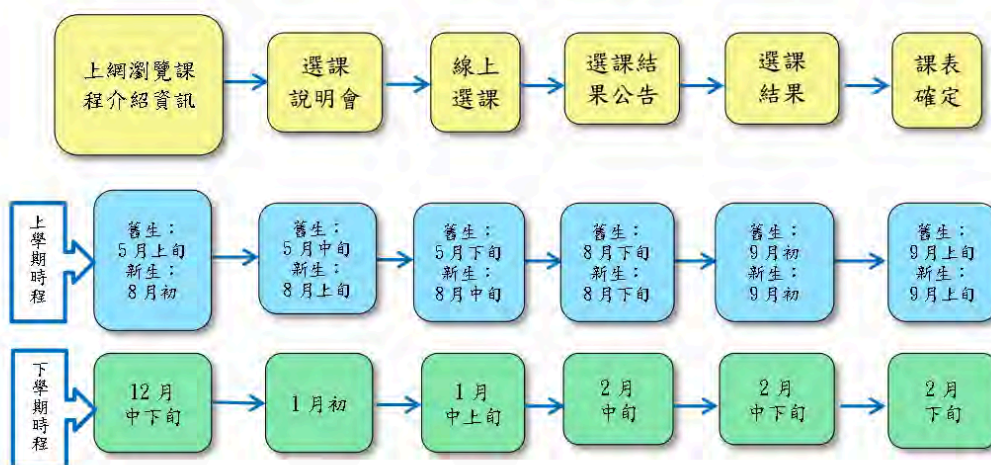 上網瀏覽課
程介紹資訊
選課
說明會
線上
選課
選課結
果公告
選課
結果
課表
確定
上學期時程
舊生：
5月上旬
新生：
8月初
舊生：
5月中旬
新生：
8月上旬
舊生：
5月下旬
新生：
8月中旬
舊生：
8月下旬
新生：
8月下旬
舊生：
9月初
新生：
9月初
舊生：
9月上旬
新生：
9月上旬
下學期時程
12月
中下旬
1月初
1月
中上旬
2月
中旬
2月
中下旬
2月
下旬